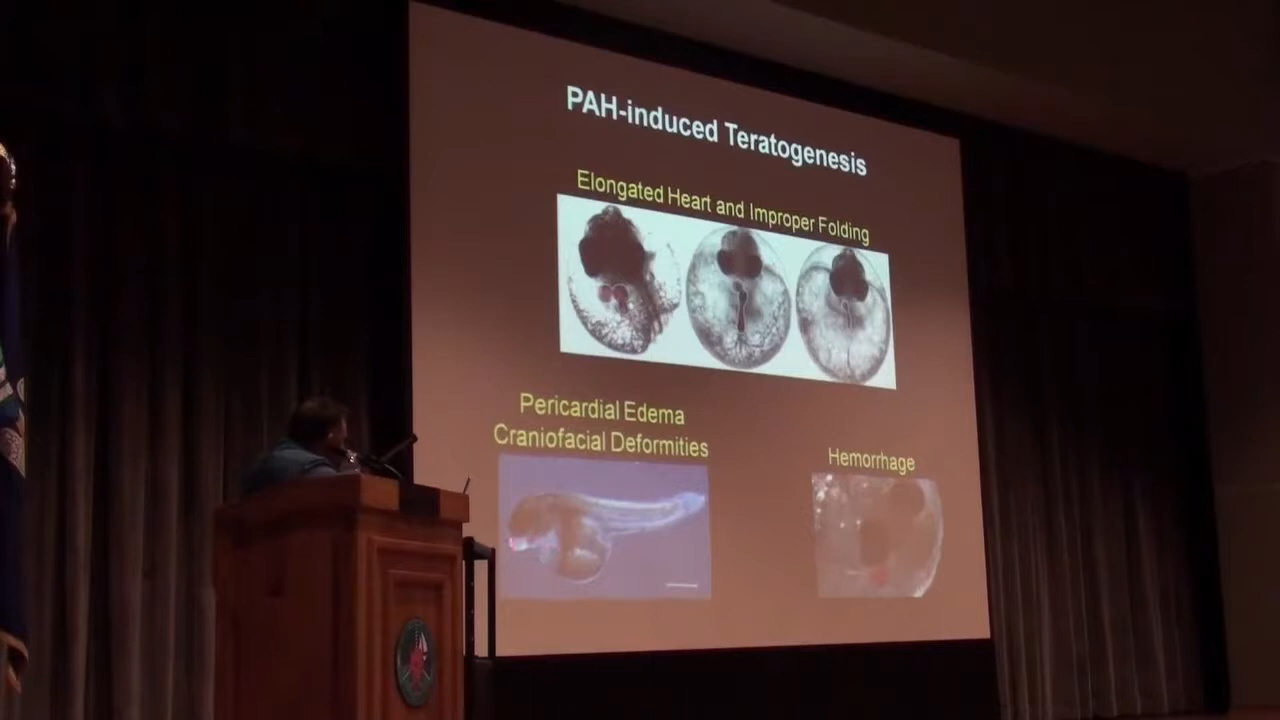 PAH-induced Teratogenesis
Elongated Heart and Improper Folding
Pericardial Edema
Craniofacial Deformities
Hemorrhage